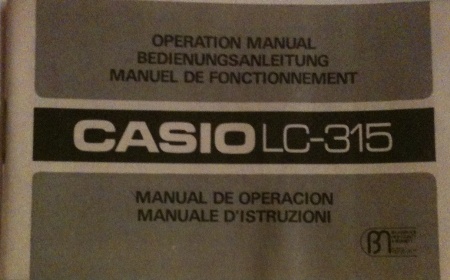 OPERATION MANUAL
BEDIENUNGSANLEITUNG
MANUEL DE FONCTIONNEMENT
CASIO LC-315
MANUAL DE OPERACION
MANUALE D'ISTRUZIONI